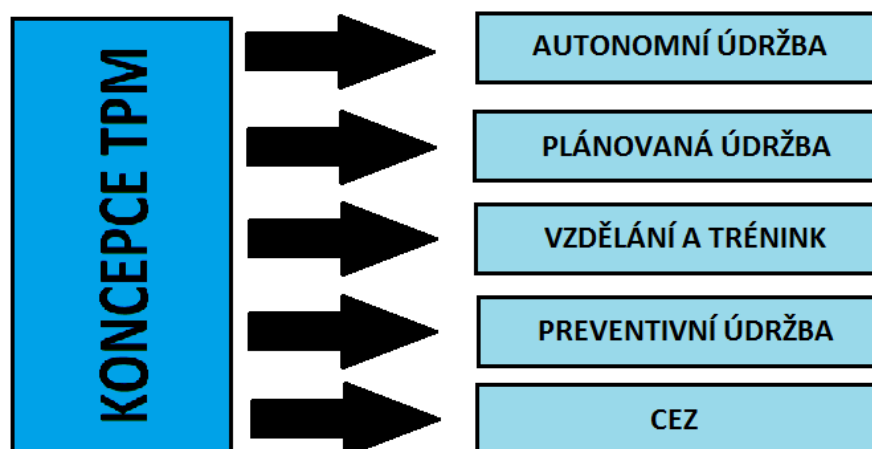 KONCEPCE TPM
AUTONOMNÍ ÚDRŽBA
PLÁNOVANÁ ÚDRŽBA
VZDĚLÁNÍ A TRÉNINK
PREVENTIVNÍ ÚDRŽBA
CEZ